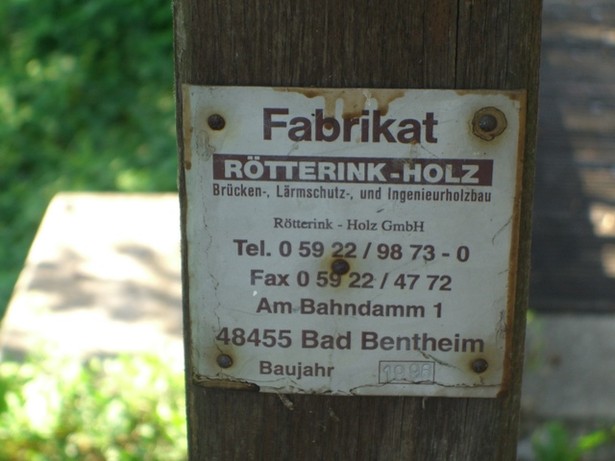 Fabrikat
RÖTTERINK-HOLZ
Brücken-, Lärmschutz-, und Ingenieurholzbau
Rötterink - Holz GmbH
Tel. 0 59 22 / 98 73 - 0
Fax 0 59 22 / 47 72
Am Bahndamm 1
48455 Bad Bentheim
Baujahr